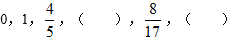 0，1，4/5，（　　），8/17，（　　）